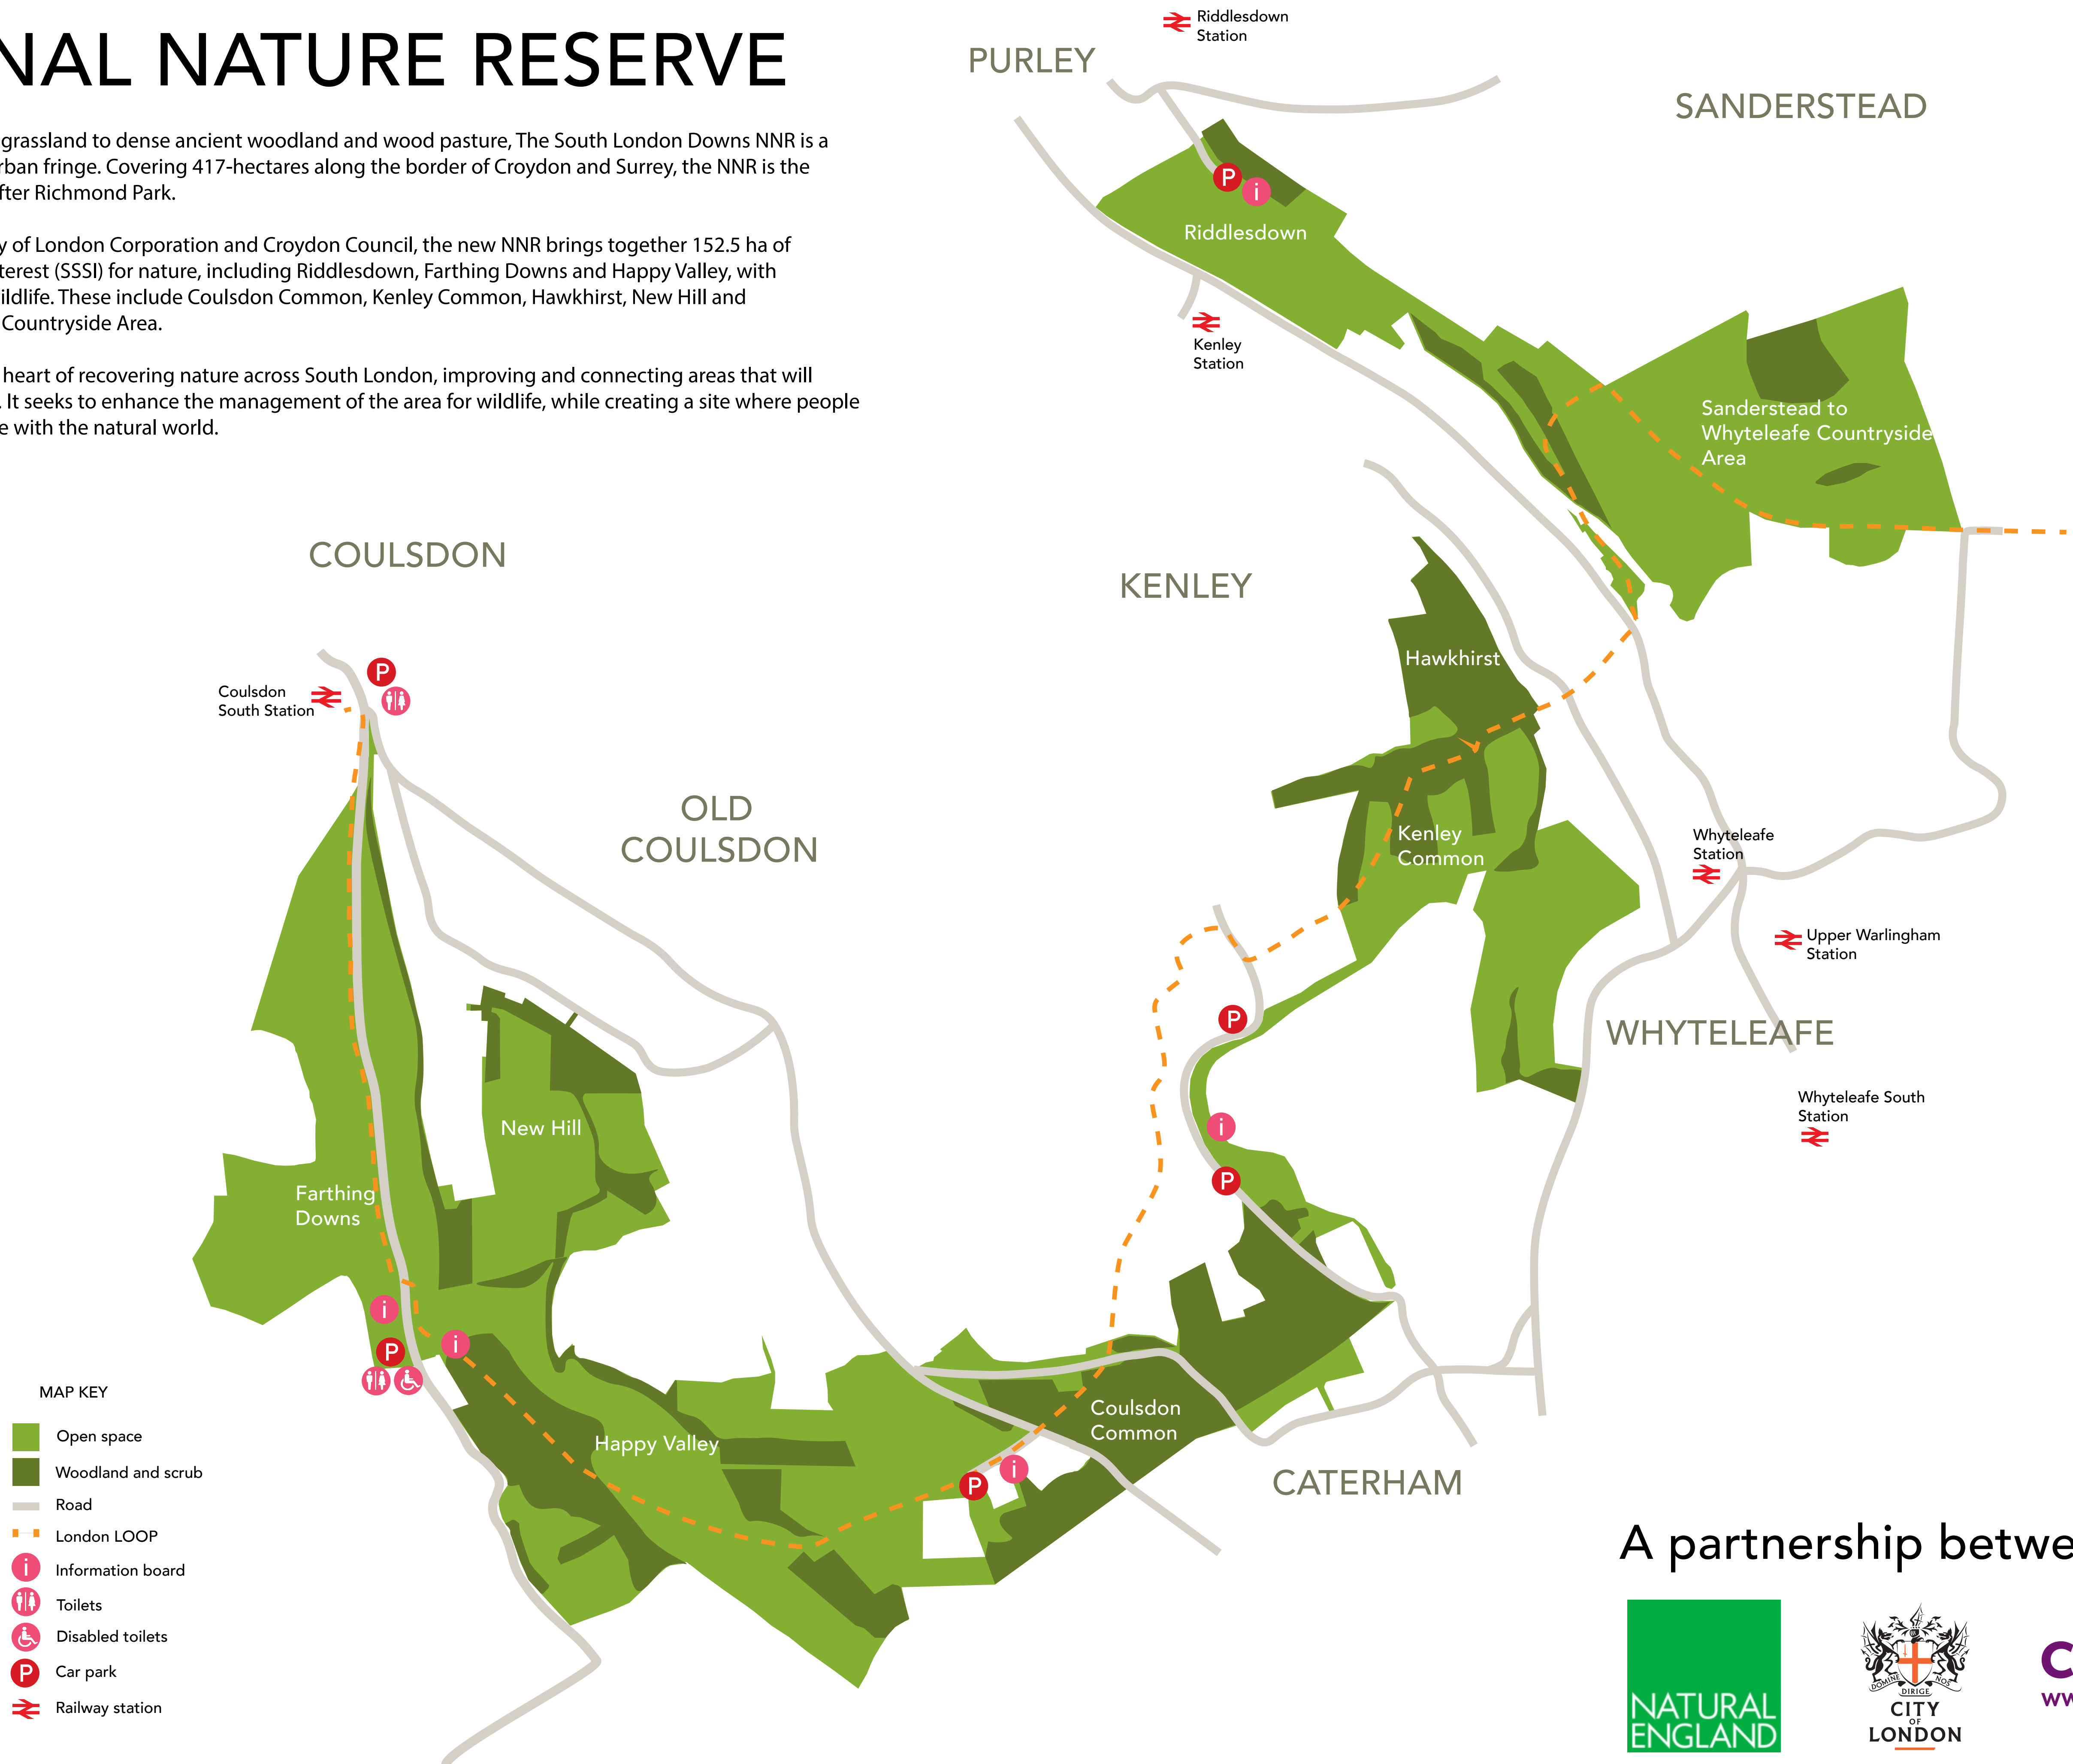 NAL NATURE RESERVE
grassland to dense ancient woodland and wood pasture, The South London Downs NNR is a
rban fringe. Covering 417-hectares along the border of Croydon and Surrey, the NNR is the
fter Richmond Park.
y of London Corporation and Croydon Council, the new NNR brings together 152.5 ha of
terest (SSSI) for nature, including Riddlesdown, Farthing Downs and Happy Valley, with
ildlife. These include Coulsdon Common, Kenley Common, Hawkhirst, New Hill and
Countryside Area.
heart of recovering nature across South London, improving and connecting areas that will
. It seeks to enhance the management of the area for wildlife, while creating a site where people
e with the natural world.
Riddlesdown
Station
PURLEY
SANDERSTEAD
P
i
Riddlesdown
Kenley
Station
Sanderstead to
Whyteleafe Countryside
Area
COULSDON
KENLEY
Hawkhirst
P
Coulsdon
South Station
OLD
COULSDON
Kenley
Common
Whyteleafe
Station
Upper Warlingham
Station
P
WHYTELEAFE
Whyteleafe South
Station
New Hill
i
P
Farthing
Downs
i
i
P
Coulsdon
Common
Happy Valley
i
P
CATERHAM
MAP KEY
Open space
Woodland and scrub
Road
London LOOP
i Information board
Toilets
Disabled toilets
P Car park
Railway station
A partnership betwe
NATURAL
ENGLAND
DOMINE DIRIGE NOS
CITY
OF
LONDON
C
ww